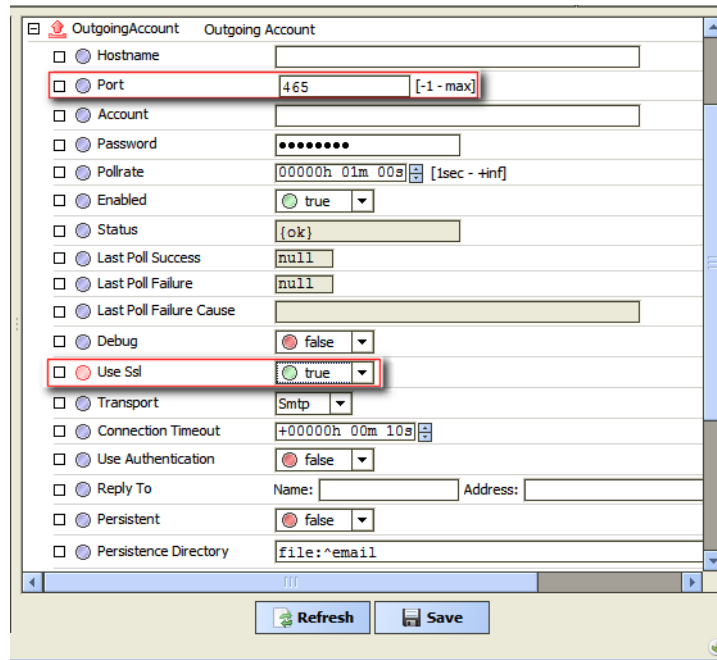 OutgoingAccount Outgoing Account
Hostname
Port 465 [-1 - max]
Account
Password ••••••••
Pollrate 00000h 01m 00s [1sec - +inf]
Enabled true
Status {ok}
Last Poll Success null
Last Poll Failure null
Last Poll Failure Cause
Debug false
Use Ssl true
Transport Smtp
Connection Timeout +00000h 00m 10s
Use Authentication false
Reply To Name: Address:
Persistent false
Persistence Directory file:^email
Refresh Save